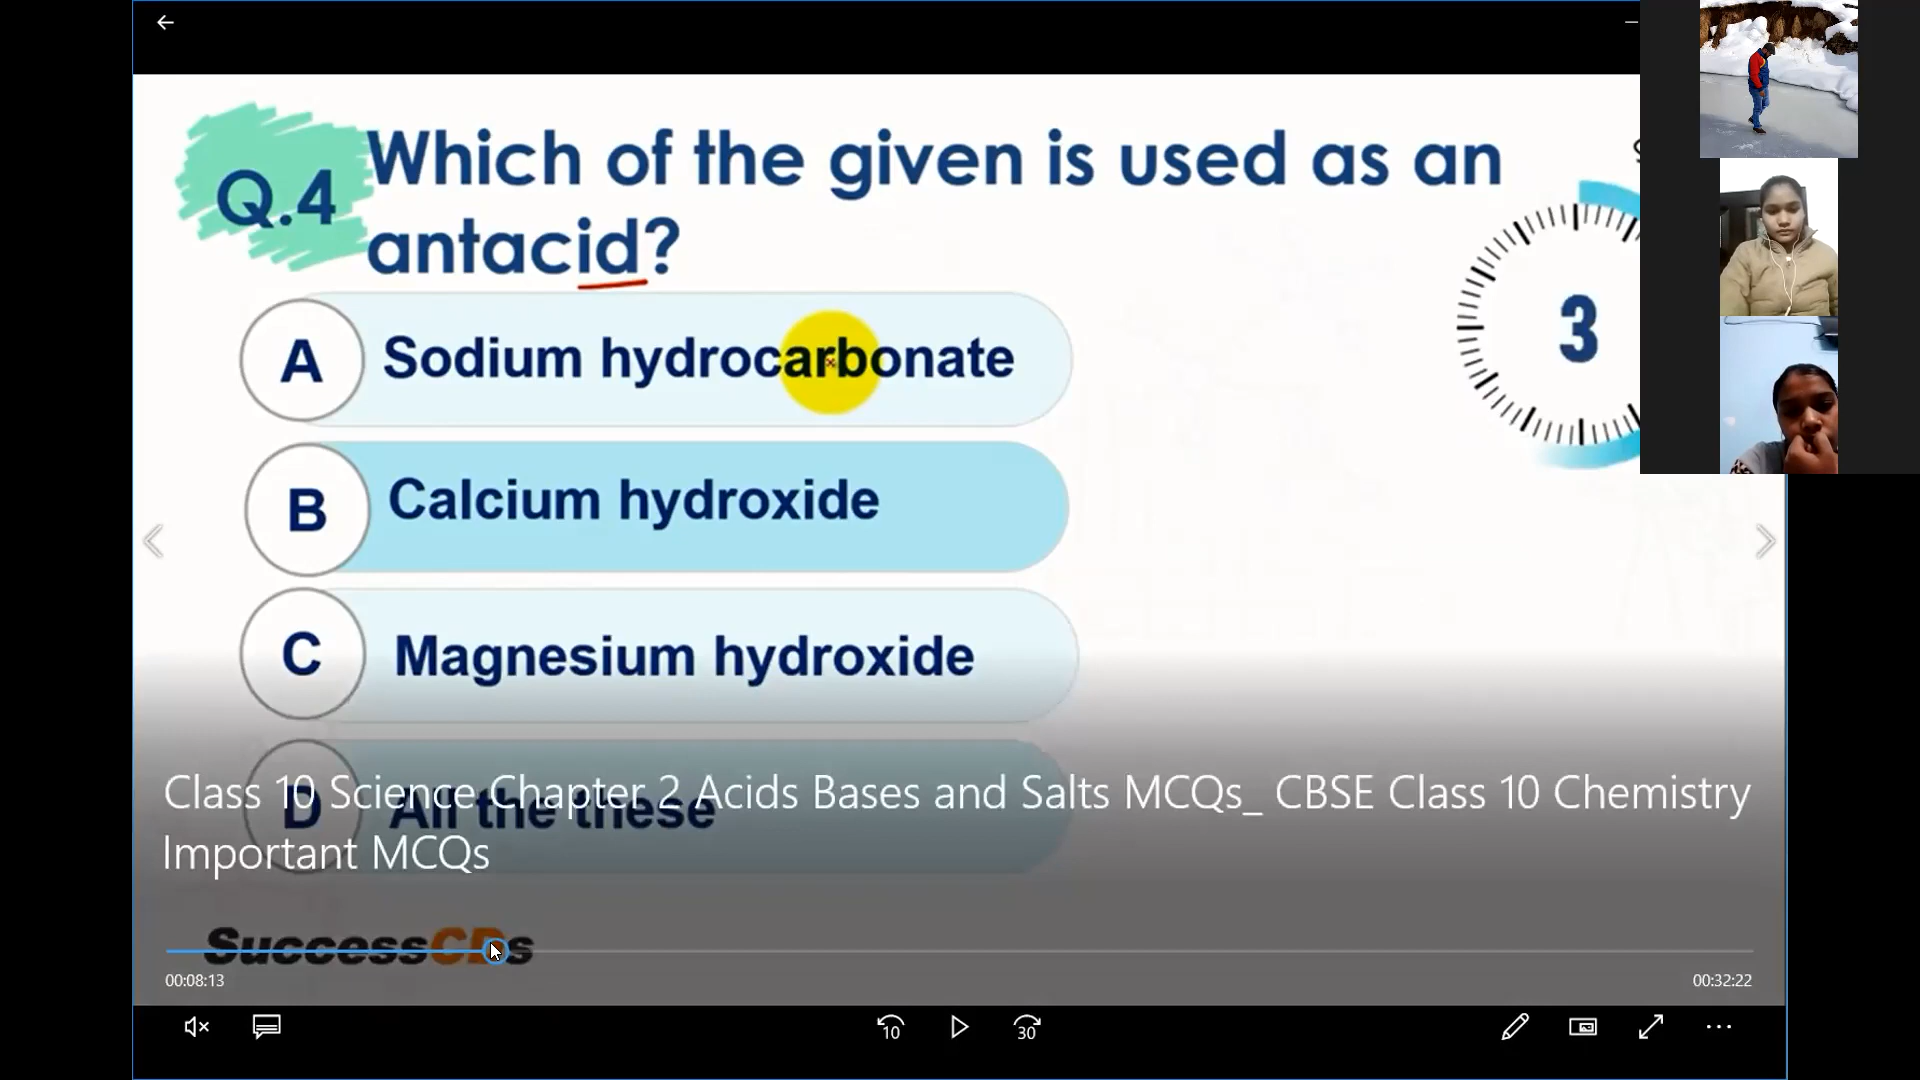 Q.4
Which of the given is used as an
antacid?
3
A
Sodium hydrocarbonate
B
Calcium hydroxide
C
Magnesium hydroxide
D
All the these
Class 10 Science Chapter 2 Acids Bases and Salts MCQs_ CBSE Class 10 Chemistry
Important MCQs
SuccessCDs
00:08:13
00:32:22
10
30